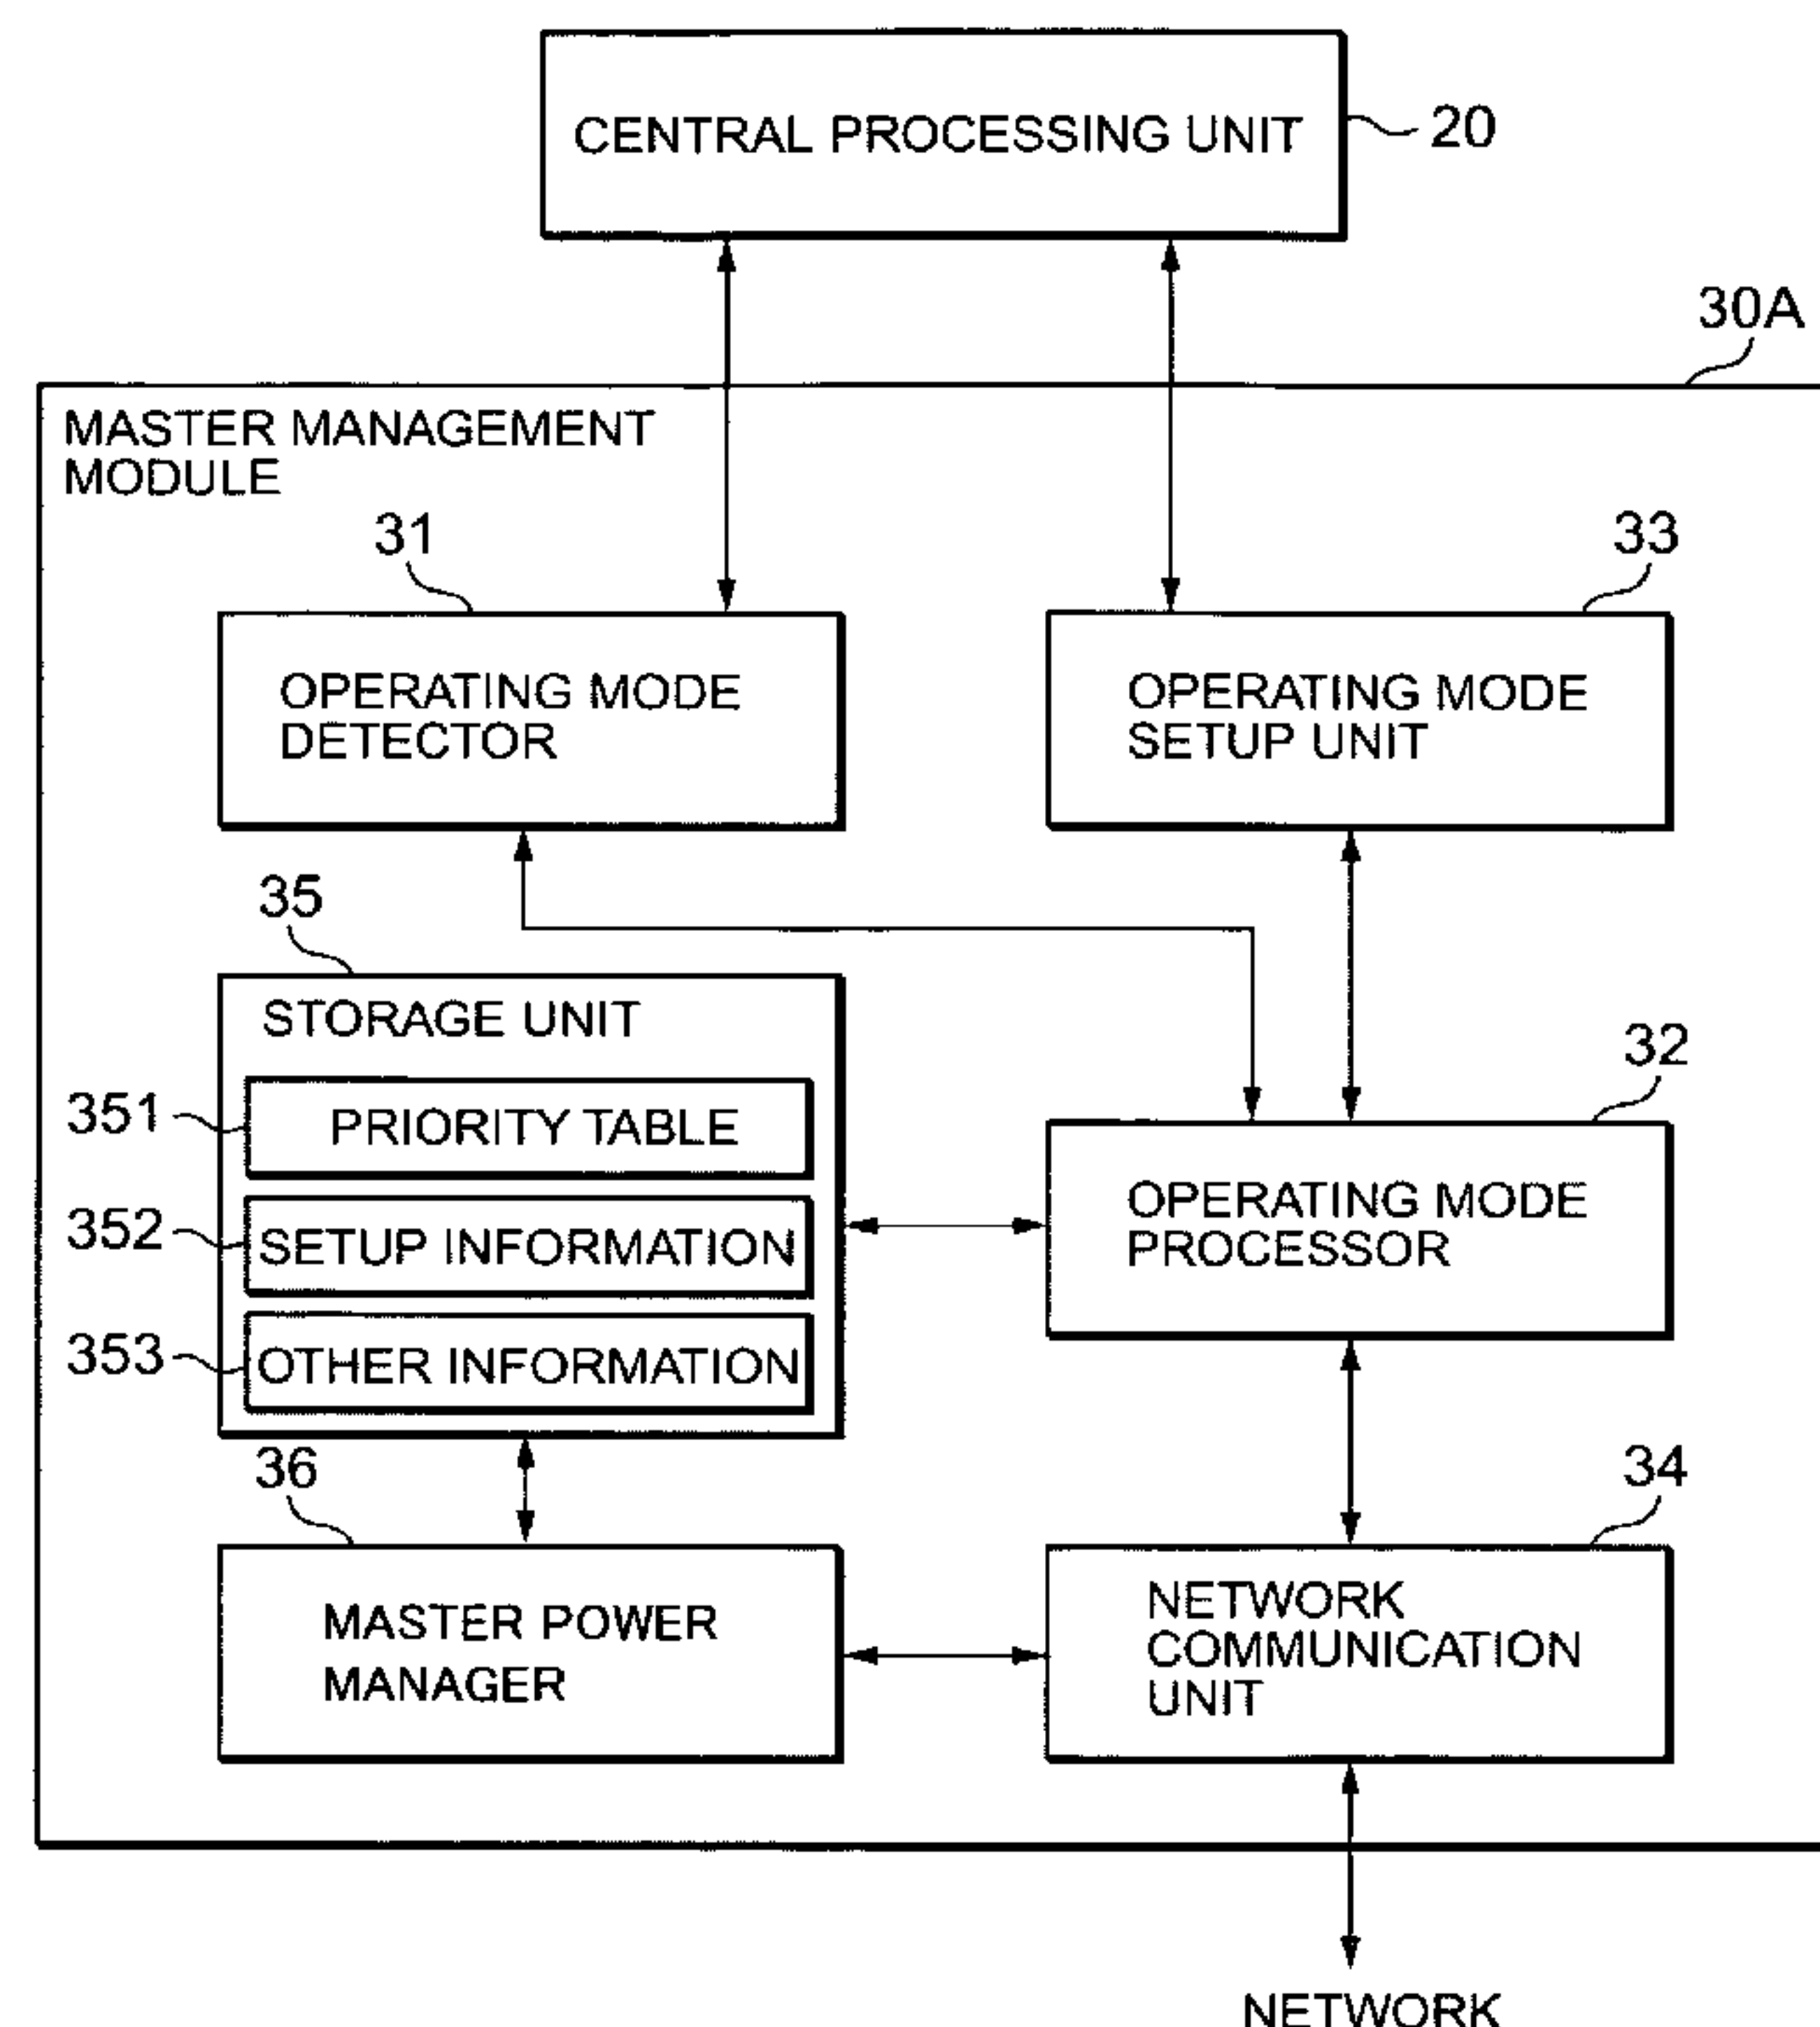 CENTRAL PROCESSING UNIT
20
30A
MASTER MANAGEMENT
MODULE
31
33
OPERATING MODE
DETECTOR
OPERATING MODE
SETUP UNIT
35
STORAGE UNIT
32
351
PRIORITY TABLE
352
SETUP INFORMATION
OPERATING MODE
PROCESSOR
353
OTHER INFORMATION
36
34
MASTER POWER
MANAGER
NETWORK
COMMUNICATION
UNIT
NETWORK